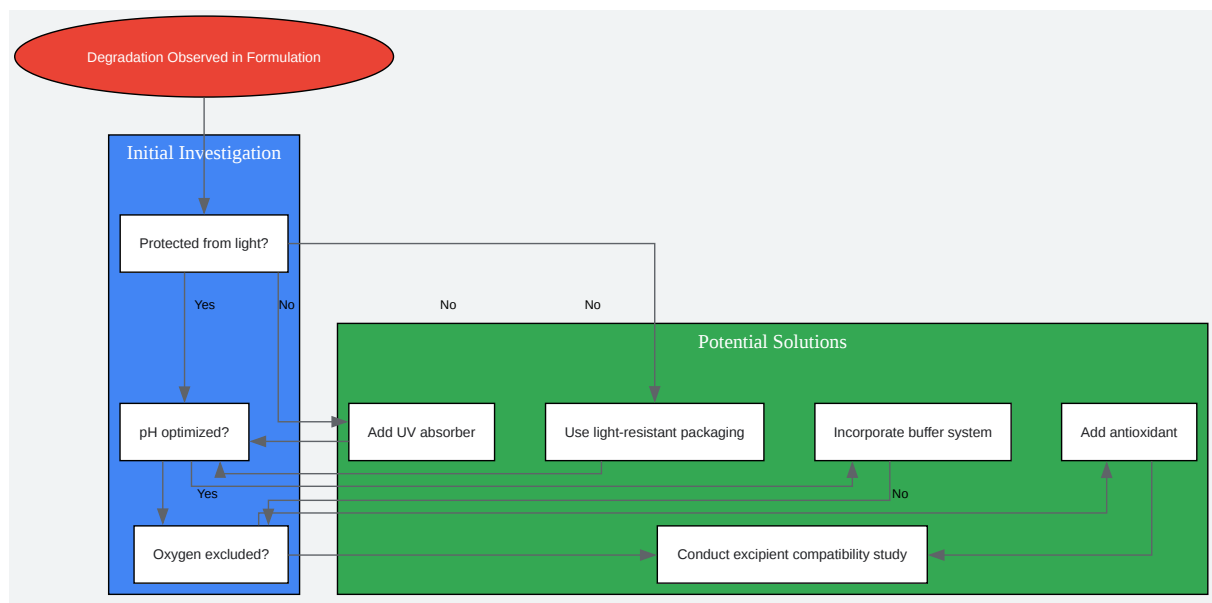 Degradation Observed in Formulation
Initial Investigation
Protected from light?
Yes
No
No
No
Potential Solutions
pH optimized?
Add UV absorber
Use light-resistant packaging
Incorporate buffer system
Add antioxidant
Yes
No
Oxygen excluded?
Conduct excipient compatibility study